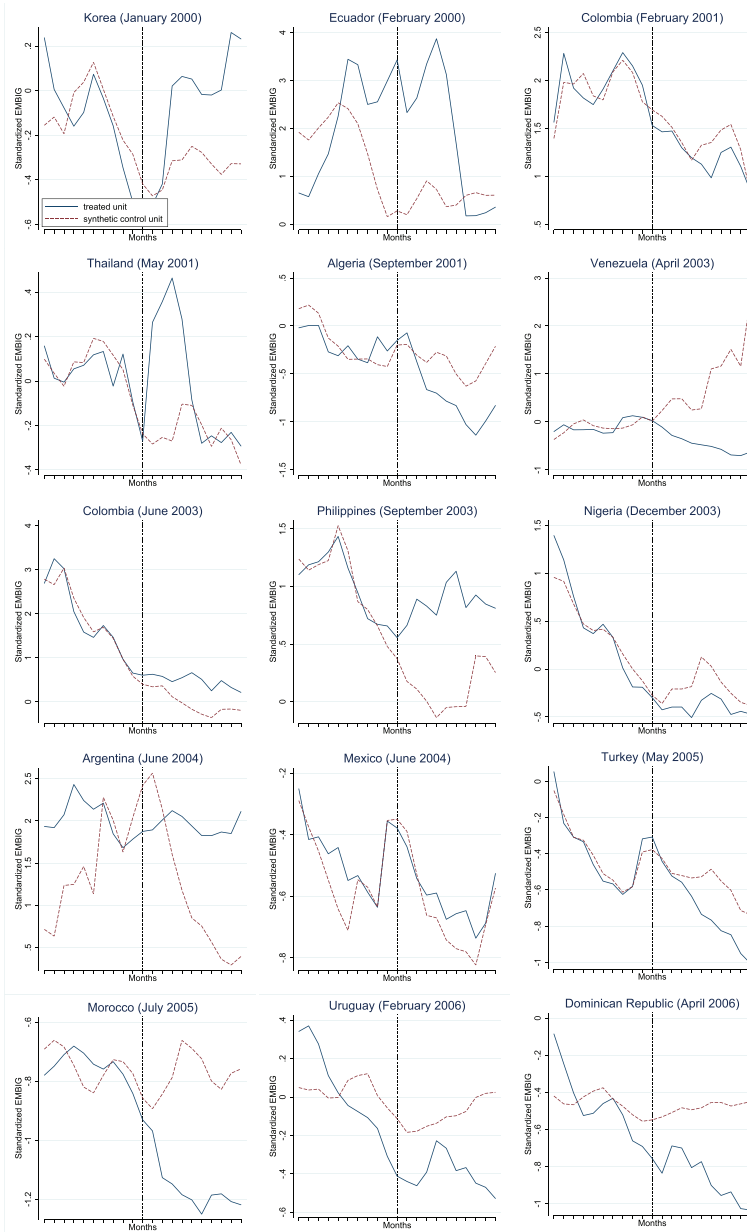 Korea (January 2000)
Standardized EMBIG
.2
0
-.2
-.4
-.6
treated unit
synthetic control unit
Months
Ecuador (February 2000)
Standardized EMBIG
4
3
2
1
0
Months
Colombia (February 2001)
Standardized EMBIG
2.5
2
1.5
1
.5
Months
Thailand (May 2001)
Standardized EMBIG
.4
.2
0
-.2
-.4
Months
Algeria (September 2001)
Standardized EMBIG
.5
0
-.5
-1
-1.5
Months
Venezuela (April 2003)
Standardized EMBIG
3
2
1
0
-1
Months
Colombia (June 2003)
Standardized EMBIG
4
3
2
1
0
Months
Philippines (September 2003)
Standardized EMBIG
1.5
1
.5
0
Months
Nigeria (December 2003)
Standardized EMBIG
1.5
1
.5
0
-.5
Months
Argentina (June 2004)
Standardized EMBIG
2.5
2
1.5
1
.5
Months
Mexico (June 2004)
Standardized EMBIG
-.2
-.4
-.6
-.8
Months
Turkey (May 2005)
Standardized EMBIG
0
-.2
-.4
-.6
-.8
-1
Months
Morocco (July 2005)
Standardized EMBIG
-.6
-.8
-1
-1.2
Months
Uruguay (February 2006)
Standardized EMBIG
.4
.2
0
-.2
-.4
-.6
Months
Dominican Republic (April 2006)
Standardized EMBIG
0
-.2
-.4
-.6
-.8
-1
Months